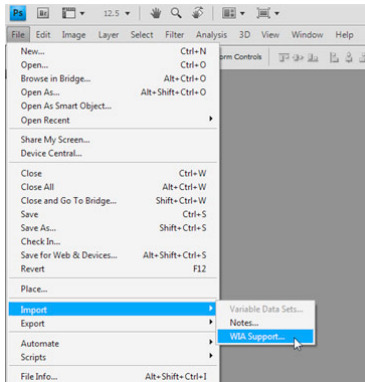 Ps Br 12.5
File Edit Image Layer Select Filter Analysis 3D View Window Help
New... Ctrl+N
Open... Ctrl+O
Browse in Bridge... Alt+Ctrl+O
Open As... Alt+Shift+Ctrl+O
Open As Smart Object...
Open Recent
Share My Screen...
Device Central...
Close Ctrl+W
Close All Alt+Ctrl+W
Close and Go To Bridge... Shift+Ctrl+W
Save Ctrl+S
Save As... Shift+Ctrl+S
Check In...
Save for Web & Devices... Alt+Shift+Ctrl+S
Revert F12
Place...
Import
Export
Automate
Scripts
File Info... Alt+Shift+Ctrl+I
Controls
Variable Data Sets...
Notes...
WIA Support...